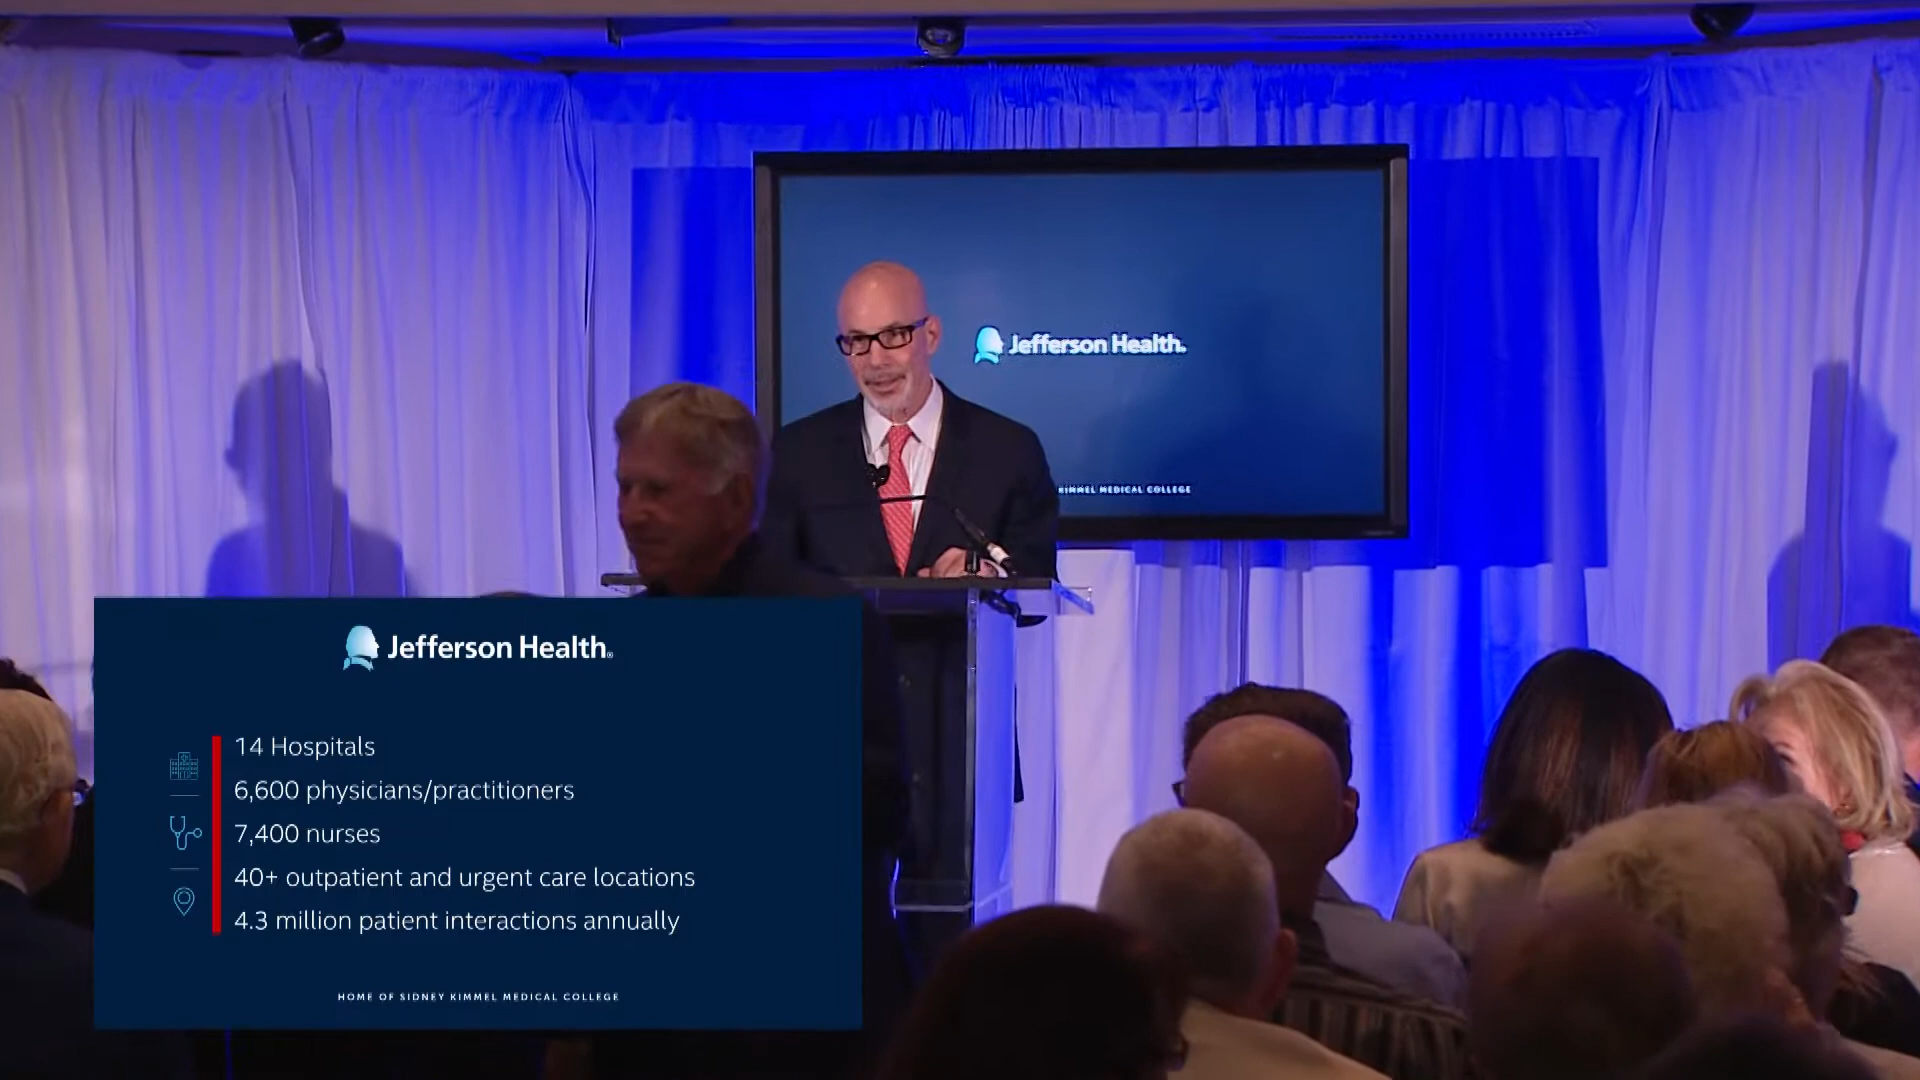 Jefferson Health.
KIMMEL MEDICAL COLLEGE
Jefferson Health®
14 Hospitals
6,600 physicians/practitioners
7,400 nurses
40+ outpatient and urgent care locations
4.3 million patient interactions annually
HOME OF SIDNEY KIMMEL MEDICAL COLLEGE